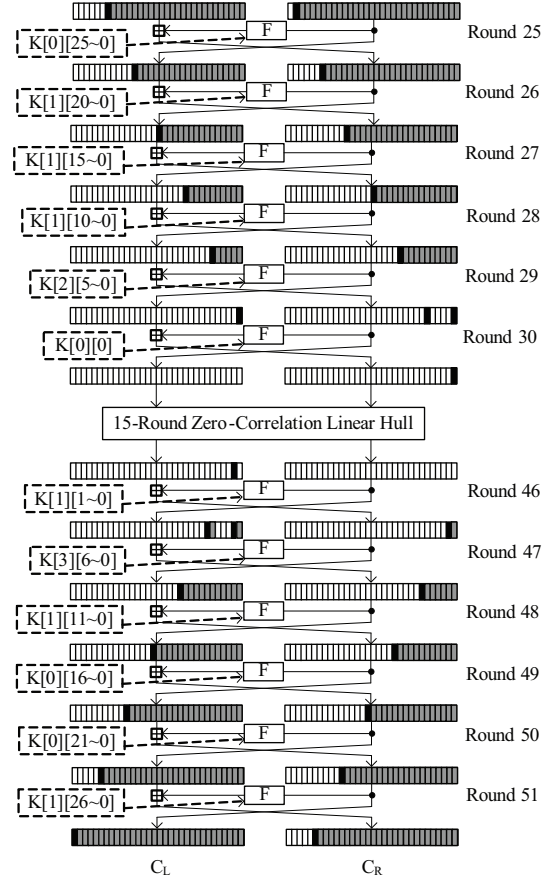 F Round 25
K[0][25~0]
F Round 26
K[1][20~0]
F Round 27
K[1][15~0]
F Round 28
K[1][10~0]
F Round 29
K[2][5~0]
F Round 30
K[0][0]
15-Round Zero-Correlation Linear Hull
F Round 46
K[1][1~0]
F Round 47
K[3][6~0]
F Round 48
K[1][11~0]
F Round 49
K[0][16~0]
F Round 50
K[0][21~0]
F Round 51
K[1][26~0]
C_L C_R